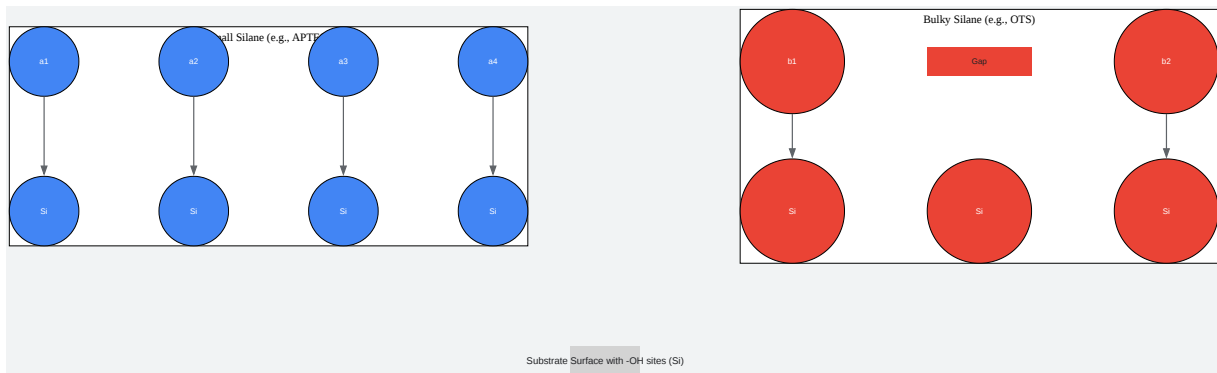 all Silane (e.g., APTE
a1 a2 a3 a4
Si Si Si Si
Bulky Silane (e.g., OTS)
b1 Gap b2
Si Si Si
Substrate Surface with -OH sites (Si)